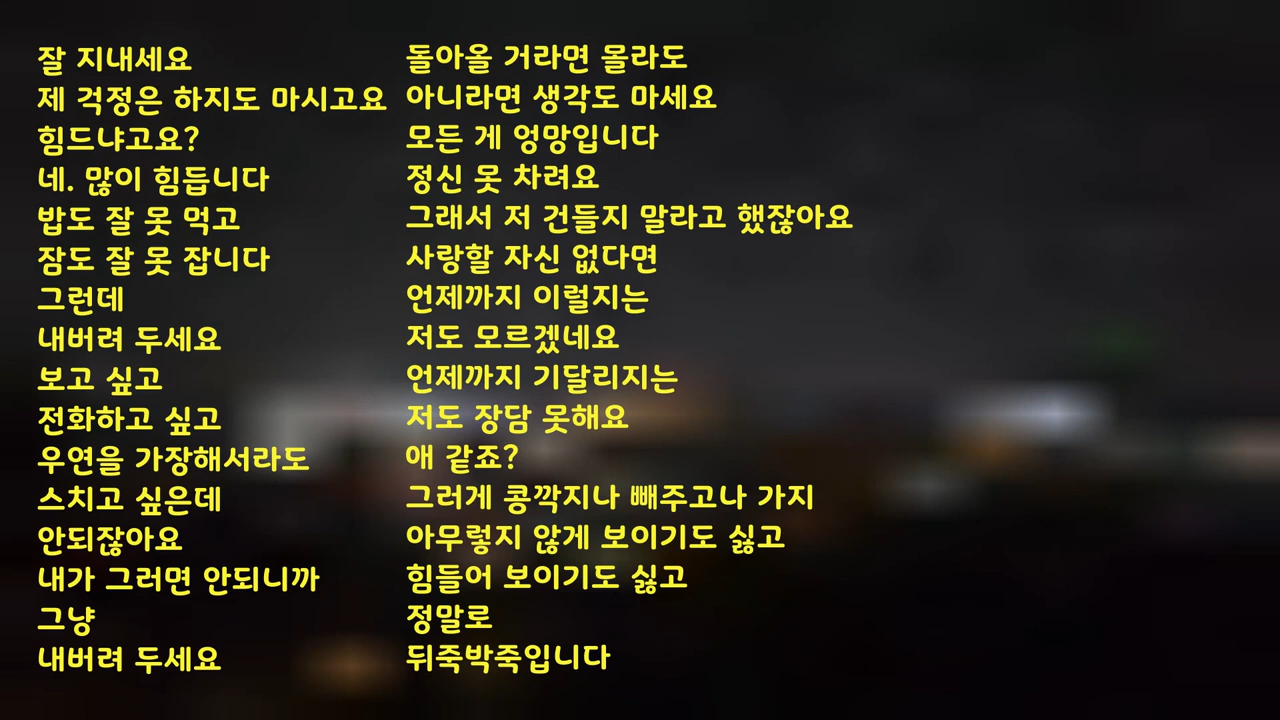 잘 지내세요
제 걱정은 하지도 마시고요
힘드냐고요?
네. 많이 힘듭니다
밥도 잘 못 먹고
잠도 잘 못 잡니다
그런데
내버려 두세요
보고 싶고
전화하고 싶고
우연을 가장해서라도
스치고 싶은데
안되잖아요
내가 그러면 안되니까
그냥
내버려 두세요
돌아올 거라면 몰라도
아니라면 생각도 마세요
모든 게 엉망입니다
정신 못 차려요
그래서 저 건들지 말라고 했잖아요
사랑할 자신 없다면
언제까지 이럴지는
저도 모르겠네요
언제까지 기달리지는
저도 장담 못해요
애 같죠?
그러게 콩깍지나 빼주고나 가지
아무렇지 않게 보이기도 싫고
힘들어 보이기도 싫고
정말로
뒤죽박죽입니다